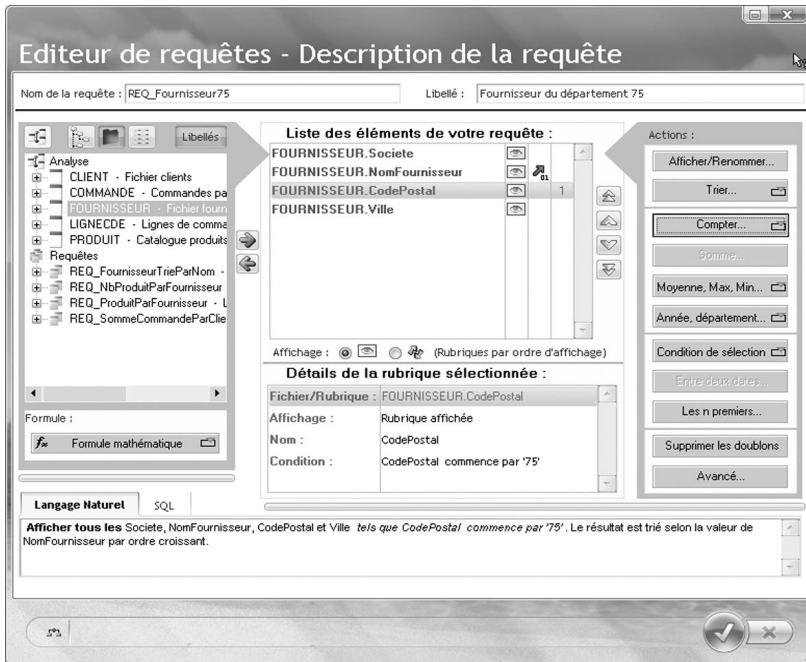 Editeur de requêtes - Description de la requête
Nom de la requête : REQ_Fournisseur75 Libellé : Fournisseur du département 75
Libellés
Analyse
CLIENT - Fichier clients
COMMANDE - Commandes pa
FOURNISSEUR - Fichier fourn
LIGNECDE - Lignes de comma
PRODUIT - Catalogue produits
Requêtes
REQ_FournisseurTrieParNom -
REQ_NbProduitParFournisseur
REQ_ProduitParFournisseur - L
REQ_SommeCommandeParClie
Formule :
fx Formule mathématique
Liste des éléments de votre requête :
FOURNISSEUR.Societe
FOURNISSEUR.NomFournisseur 01
FOURNISSEUR.CodePostal 1
FOURNISSEUR.Ville
Affichage : (Rubriques par ordre d'affichage)
Détails de la rubrique sélectionnée :
Fichier/Rubrique : FOURNISSEUR.CodePostal
Affichage : Rubrique affichée
Nom : CodePostal
Condition : CodePostal commence par '75'
Actions :
Afficher/Renommer...
Trier...
Compter...
Somme...
Moyenne, Max, Min...
Année, département...
Condition de sélection
Entre deux dates...
Les n premiers...
Supprimer les doublons
Avancé...
Langage Naturel SQL
Afficher tous les Societe, NomFournisseur, CodePostal et Ville tels que CodePostal commence par '75'. Le résultat est trié selon la valeur de
NomFournisseur par ordre croissant.